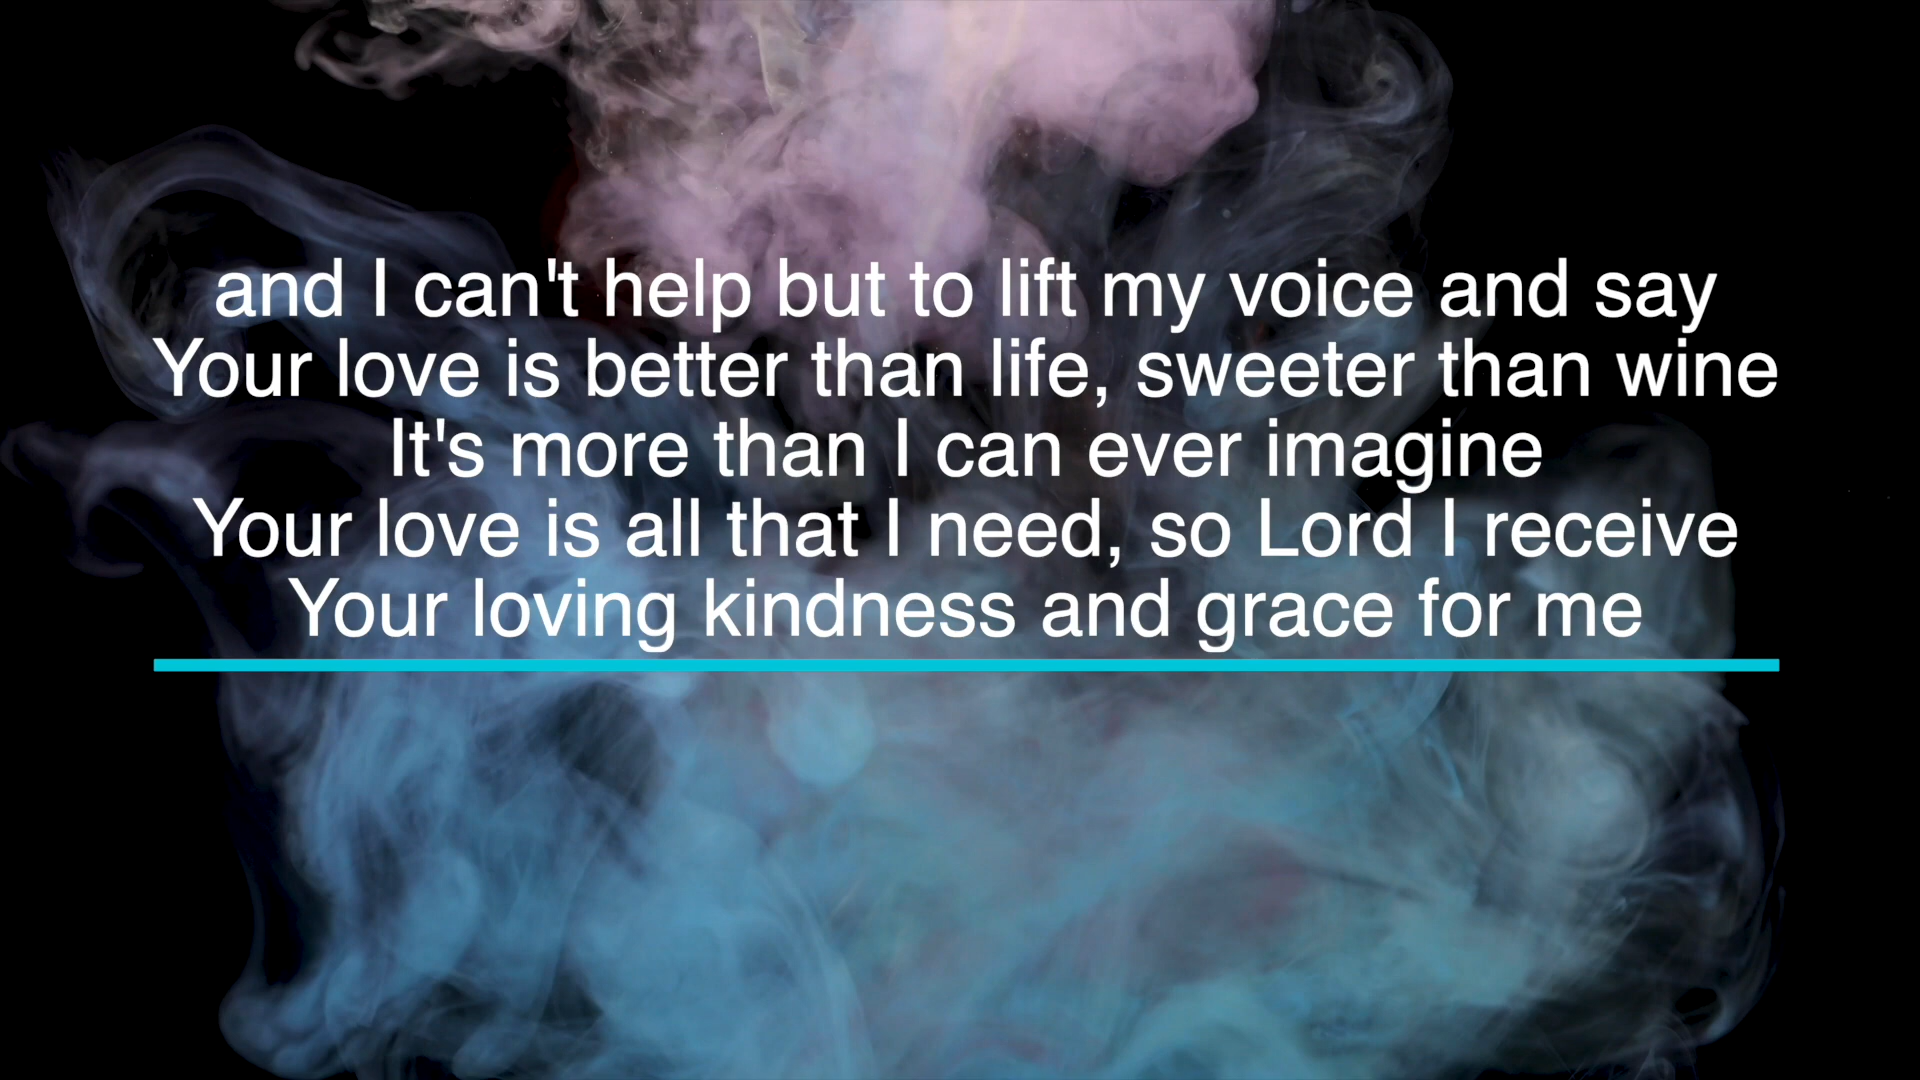 and I can't help but to lift my voice and say
Your love is better than life, sweeter than wine
It's more than I can ever imagine
Your love is all that I need, so Lord I receive
Your loving kindness and grace for me